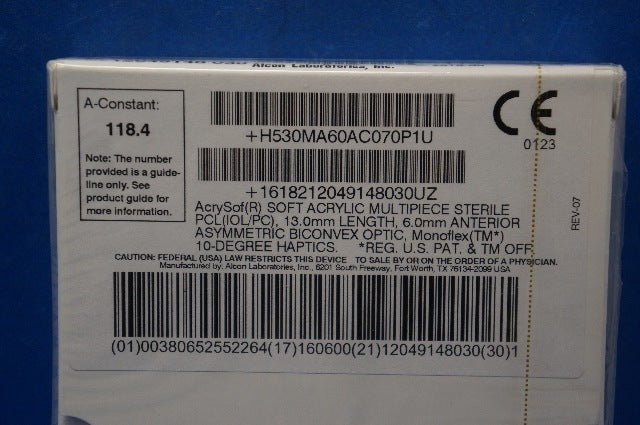 Alcon Laboratories, Inc.
A-Constant:
118.4
Note: The number
provided is a guide-
line only. See
product guide for
more information.
+H530MA60AC070P1U
+1618212049148030UZ
CE
0123
AcrySof(R) SOFT ACRYLIC MULTIPIECE STERILE
PCL(IOL/PC), 13.0mm LENGTH, 6.0mm ANTERIOR
ASYMMETRIC BICONVEX OPTIC, Monoflex(TM*)
10-DEGREE HAPTICS. *REG. U.S. PAT. & TM OFF.
REV-07
CAUTION: FEDERAL (USA) LAW RESTRICTS THIS DEVICE TO SALE BY OR ON THE ORDER OF A PHYSICIAN.
Manufactured by: Alcon Laboratories, Inc., 6201 South Freeway, Fort Worth, TX 76134-2099 USA
(01)00380652552264(17)160600(21)12049148030(30)1